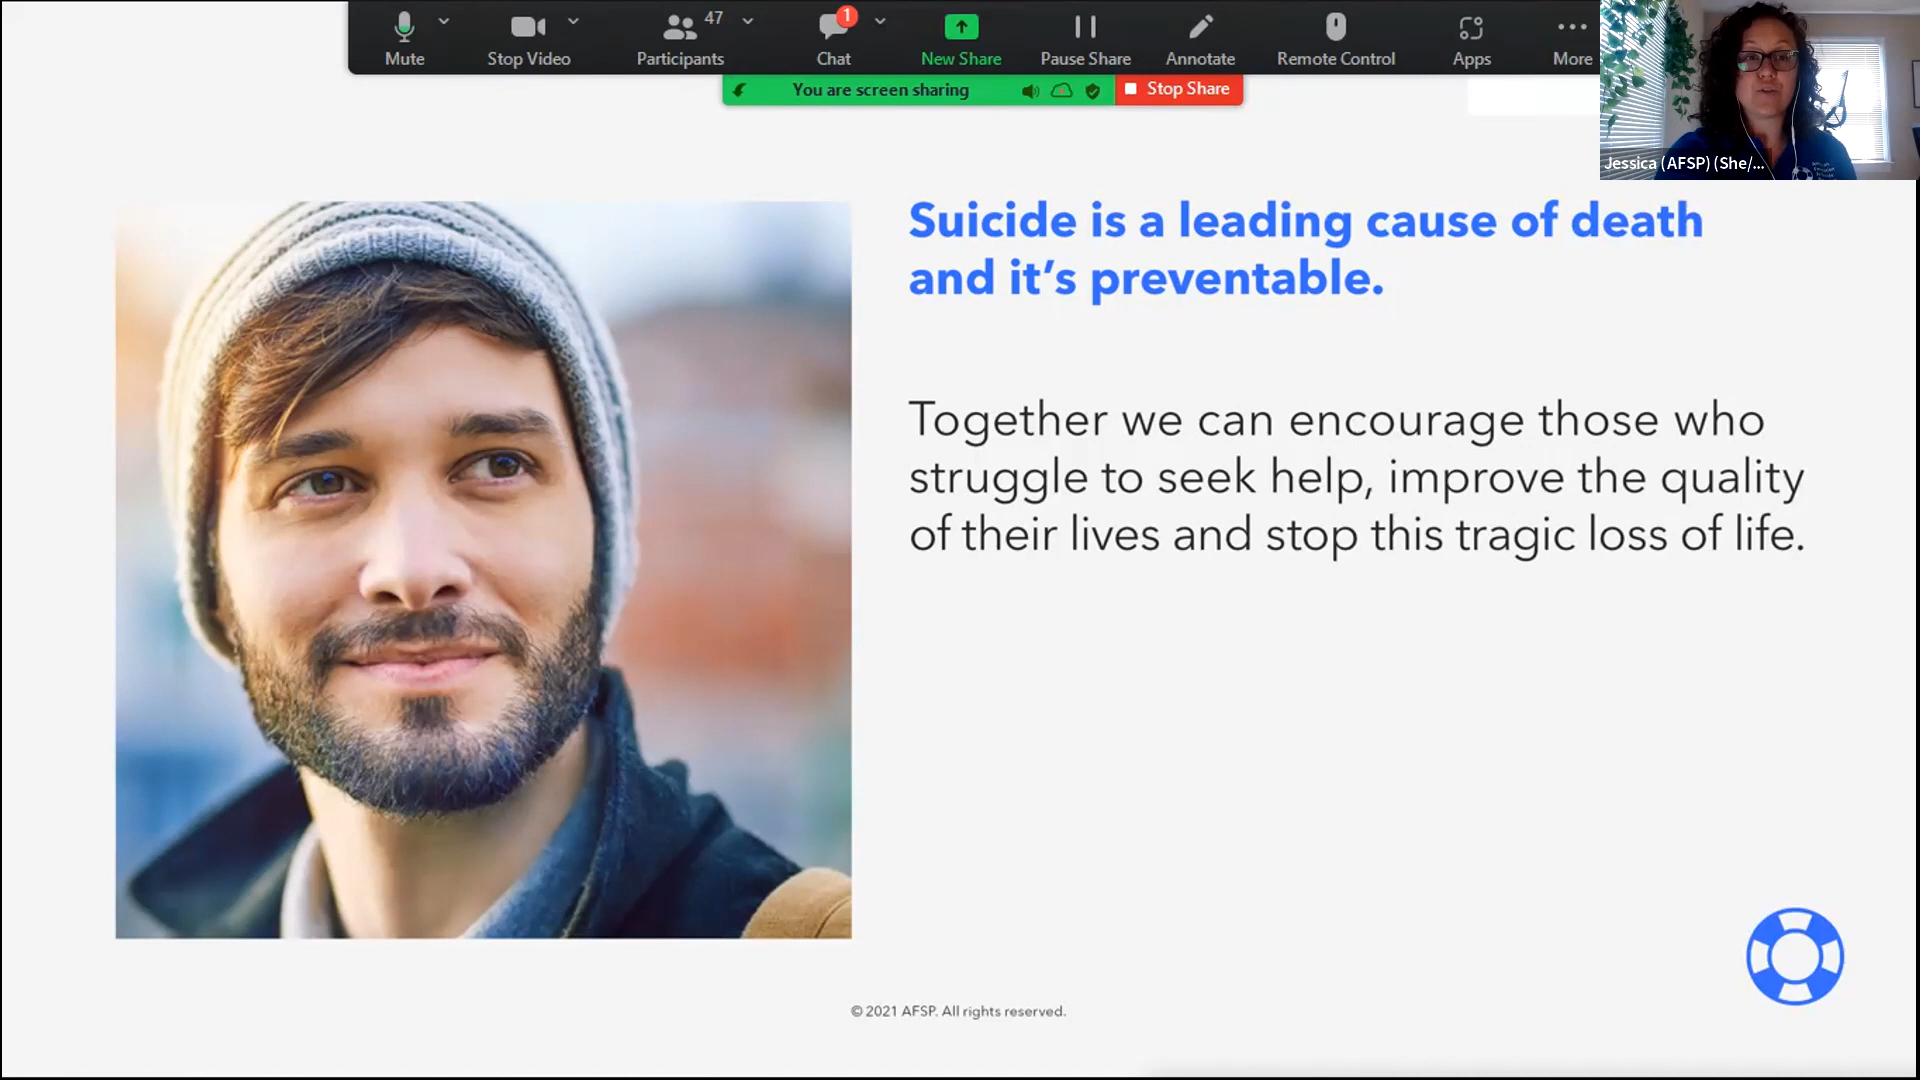 47
1
Mute
Stop Video
Participants
Chat
New Share
Pause Share
Annotate
Remote Control
Apps
More
You are screen sharing
Stop Share
Jessica (AFSP) (She/...
Suicide is a leading cause of death
and it’s preventable.
Together we can encourage those who
struggle to seek help, improve the quality
of their lives and stop this tragic loss of life.
© 2021 AFSP. All rights reserved.